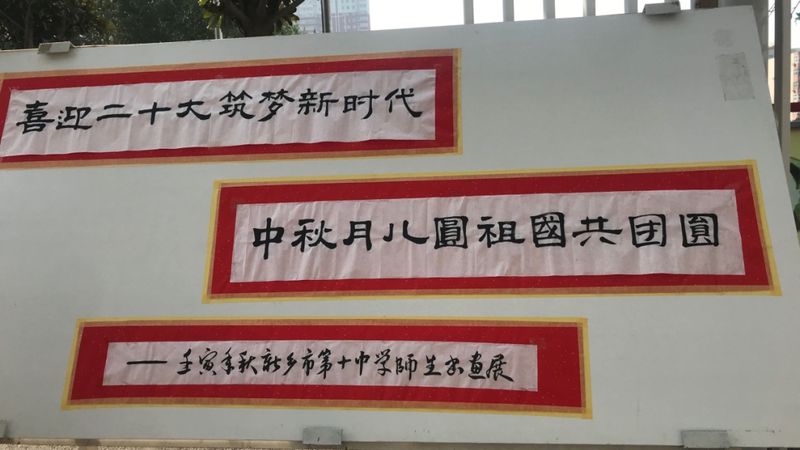 喜迎二十大筑梦新时代
中秋月儿圓祖國共团圓
——壬寅年秋新乡市第十中学師生书画展